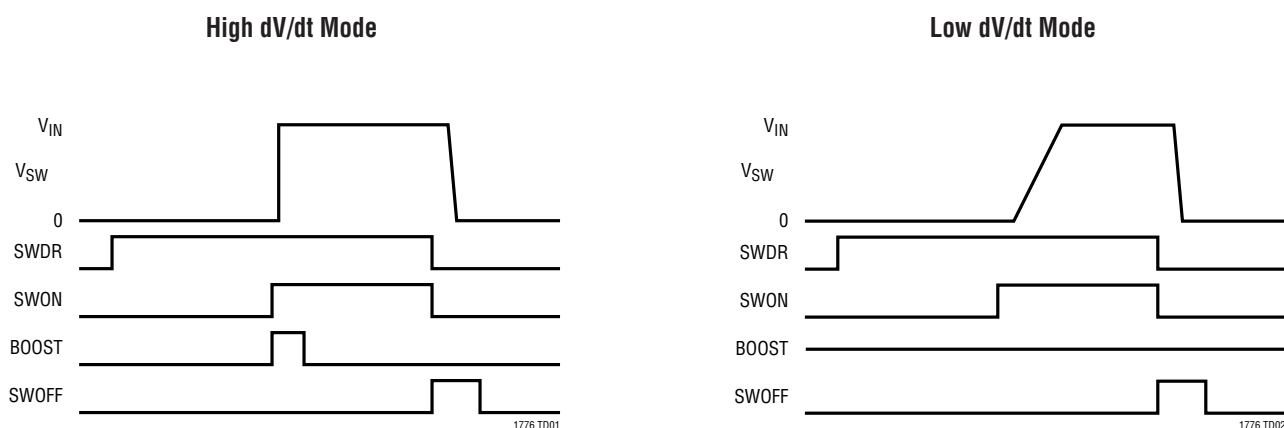 High dV/dt Mode
VIN
VSW
0
SWDR
SWON
BOOST
SWOFF
1776 TD01
Low dV/dt Mode
VIN
VSW
0
SWDR
SWON
BOOST
SWOFF
1776 TD02